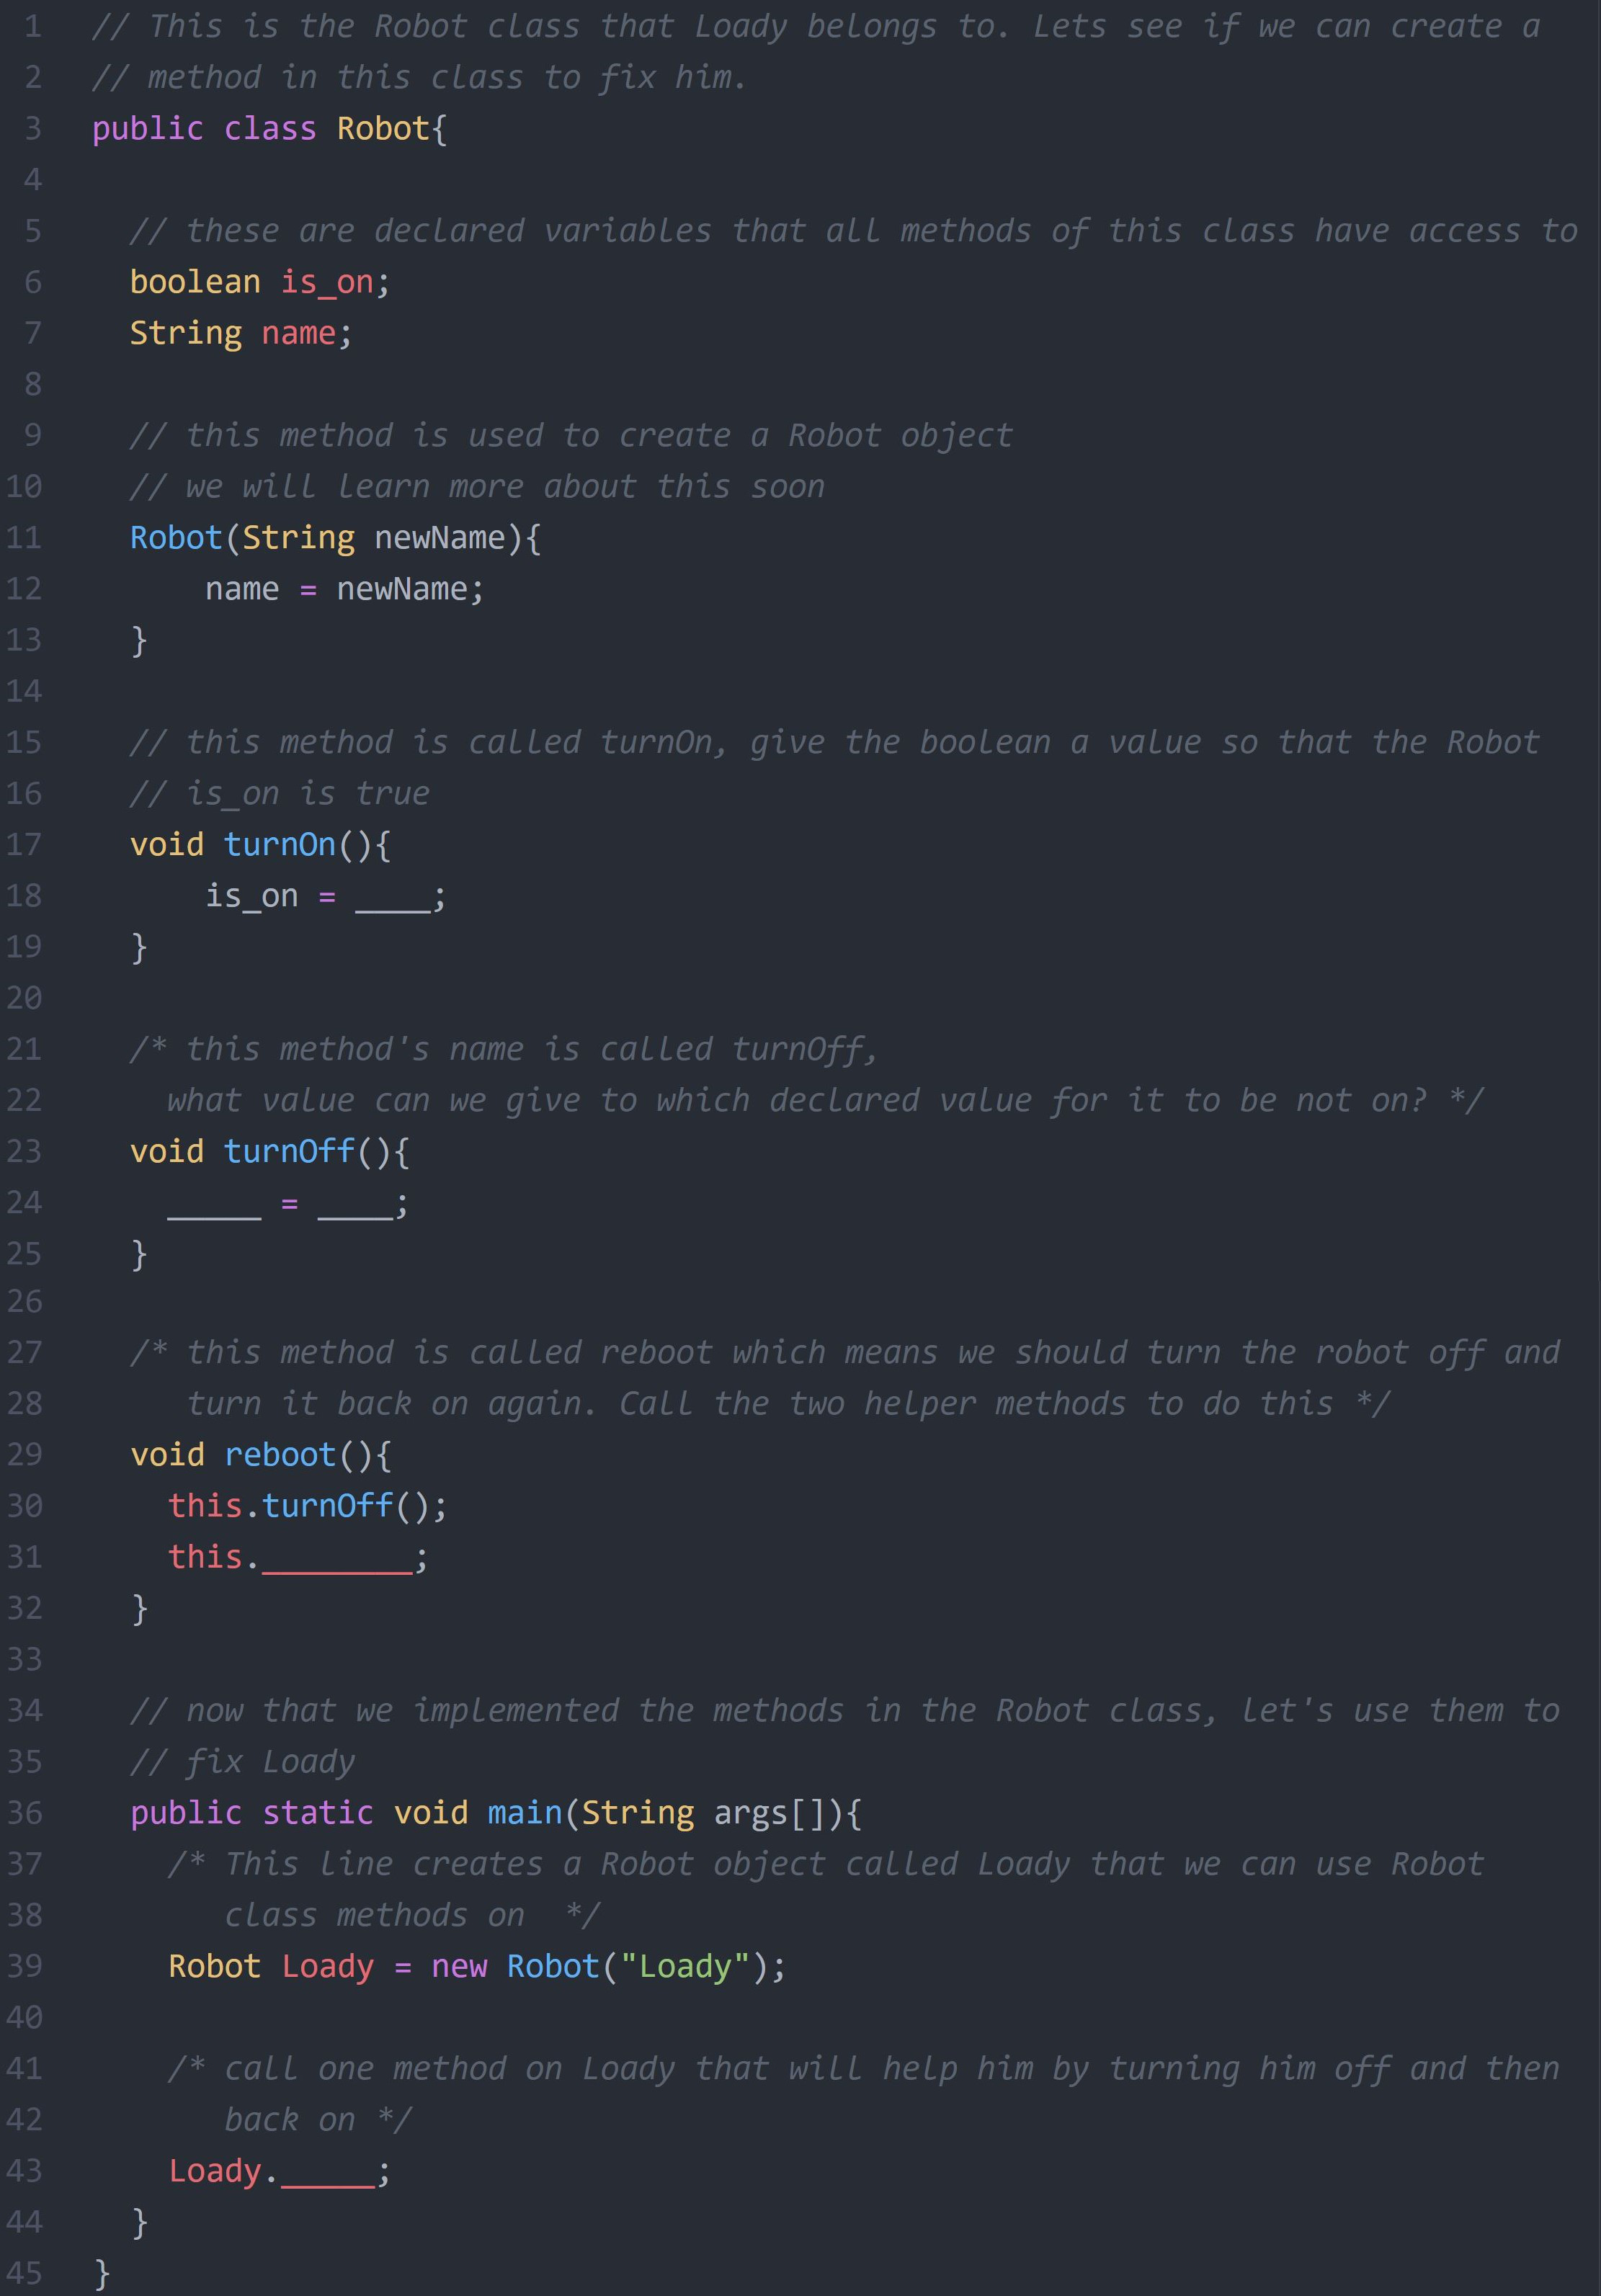 1 // This is the Robot class that Loady belongs to. Lets see if we can create a
2 // method in this class to fix him.
3 public class Robot{
4
5 // these are declared variables that all methods of this class have access to
6 boolean is_on;
7 String name;
8
9 // this method is used to create a Robot object
10 // we will learn more about this soon
11 Robot(String newName){
12 name = newName;
13 }
14
15 // this method is called turnOn, give the boolean a value so that the Robot
16 // is_on is true
17 void turnOn(){
18 is_on = ____;
19 }
20
21 /* this method's name is called turnOff,
22 what value can we give to which declared value for it to be not on? */
23 void turnOff(){
24 _____ = ____;
25 }
26
27 /* this method is called reboot which means we should turn the robot off and
28 turn it back on again. Call the two helper methods to do this */
29 void reboot(){
30 this.turnOff();
31 this.________;
32 }
33
34 // now that we implemented the methods in the Robot class, let's use them to
35 // fix Loady
36 public static void main(String args[]){
37 /* This line creates a Robot object called Loady that we can use Robot
38 class methods on  */
39 Robot Loady = new Robot("Loady");
40
41 /* call one method on Loady that will help him by turning him off and then
42 back on */
43 Loady._____;
44 }
45 }